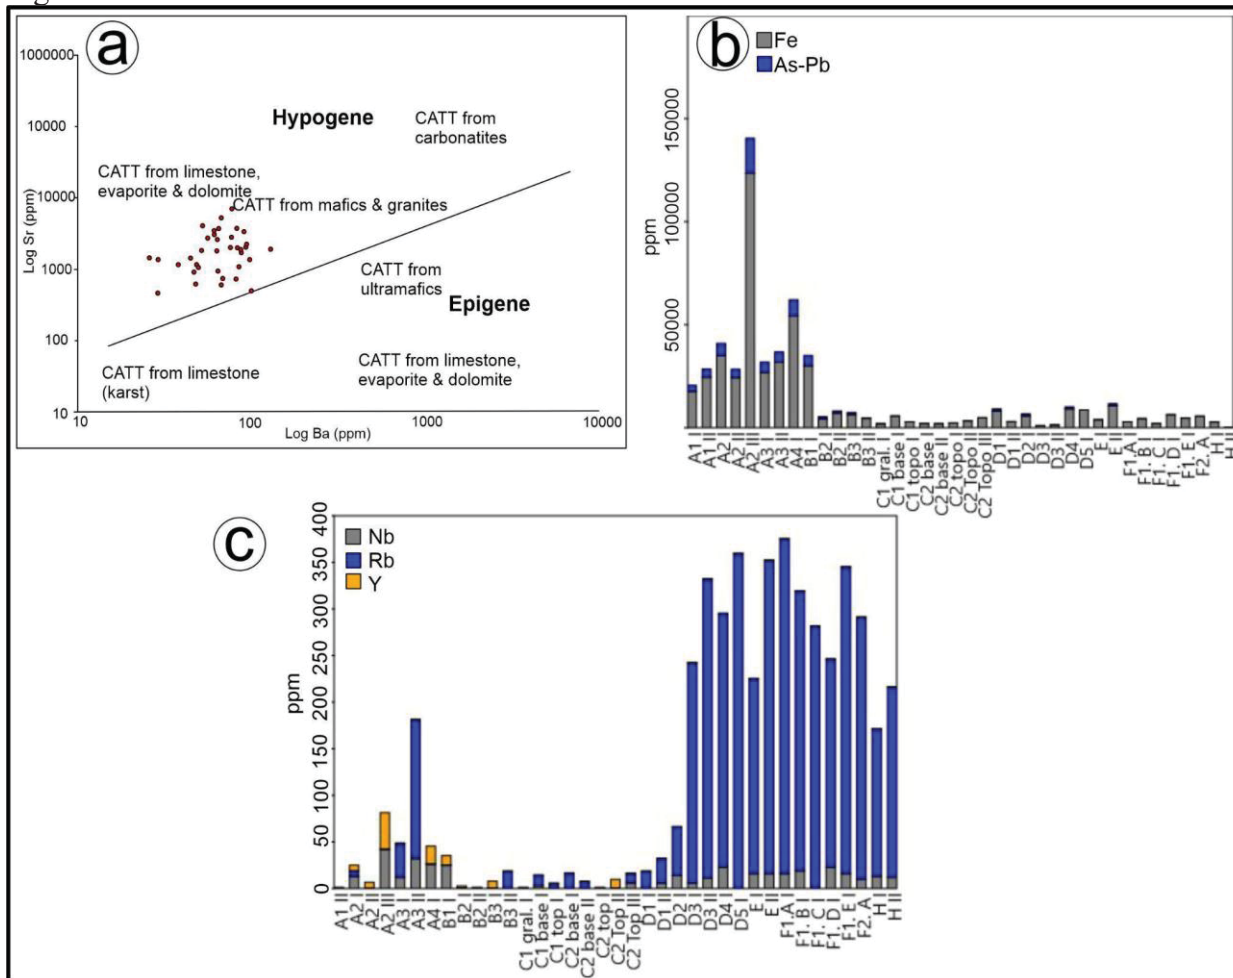 a
1000000
10000
10000
1000
100
10
Log Sr (ppm)
Hypogene
CATT from
carbonatites
CATT from limestone,
evaporite & dolomite
CATT from mafics & granites
CATT from
ultramafics
Epigene
CATT from limestone
(karst)
CATT from limestone,
evaporite & dolomite
10
100
1000
10000
Log Ba (ppm)
b
Fe
As-Pb
ppm
150000
100000
50000
A1 I
A1 II
A2 I
A2 II
A2 III
A3 I
A3 II
A4 I
B1 I
B2 I
B2 II
B3 I
B3 II
C1 gral. I
C1 base I
C1 topo I
C2 base I
C2 base II
C2 topo I
C2 Topo II
C2 Topo III
D1 I
D1 II
D2 I
D3 I
D3 II
D4 I
D5 I
E I
E II
F1.A I
F1. B I
F1. C I
F1. D I
F1. E I
F2. A
H I
H II
c
Nb
Rb
Y
ppm
400
350
300
250
200
150
100
50
0
A1 II
A2 I
A2 II
A2 III
A3 I
A3 II
A4 I
B1 I
B2 I
B2 II
B3 I
B3 II
C1 gral. I
C1 base I
C1 top I
C2 base I
C2 base II
C2 top I
C2 Top II
C2 Top III
D1 I
D1 II
D2 I
D3 I
D3 II
D4 I
D5 I
E I
E II
F1.A I
F1. B I
F1. C I
F1. D I
F1. E I
F2. A
H I
H II